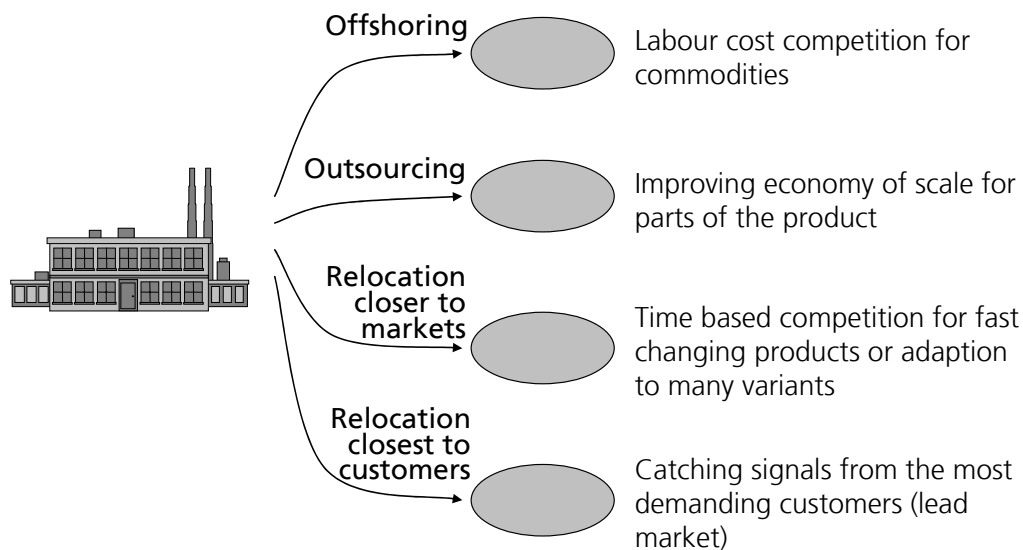 Offshoring
Labour cost competition for
commodities
Outsourcing
Improving economy of scale for
parts of the product
Relocation
closer to
markets
Time based competition for fast
changing products or adaption
to many variants
Relocation
closest to
customers
Catching signals from the most
demanding customers (lead
market)